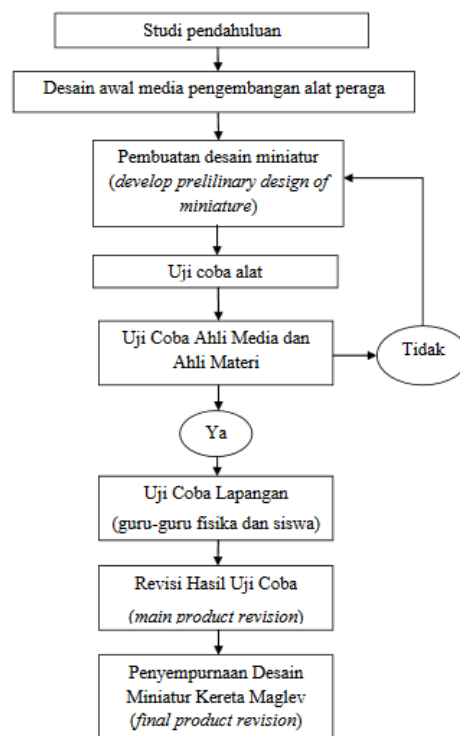 Studi pendahuluan
Desain awal media pengembangan alat peraga
Pembuatan desain miniatur
(develop prelilinary design of
miniature)
Uji coba alat
Uji Coba Ahli Media dan
Ahli Materi
Tidak
Ya
Uji Coba Lapangan
(guru-guru fisika dan siswa)
Revisi Hasil Uji Coba
(main product revision)
Penyempurnaan Desain
Miniatur Kereta Maglev
(final product revision)